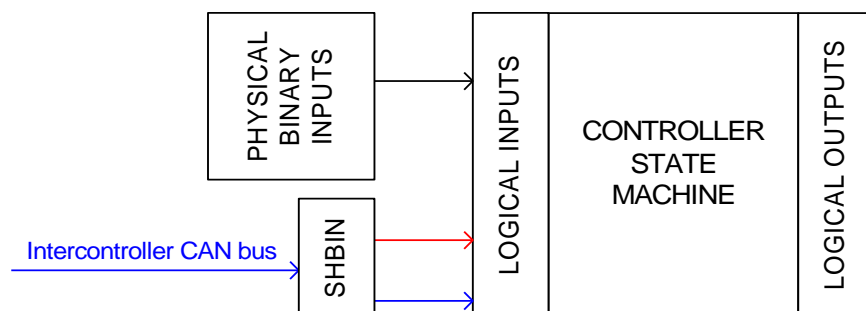 PHYSICAL
BINARY
INPUTS
LOGICAL INPUTS
CONTROLLER
STATE
MACHINE
LOGICAL OUTPUTS
Intercontroller CAN bus
SHBIN